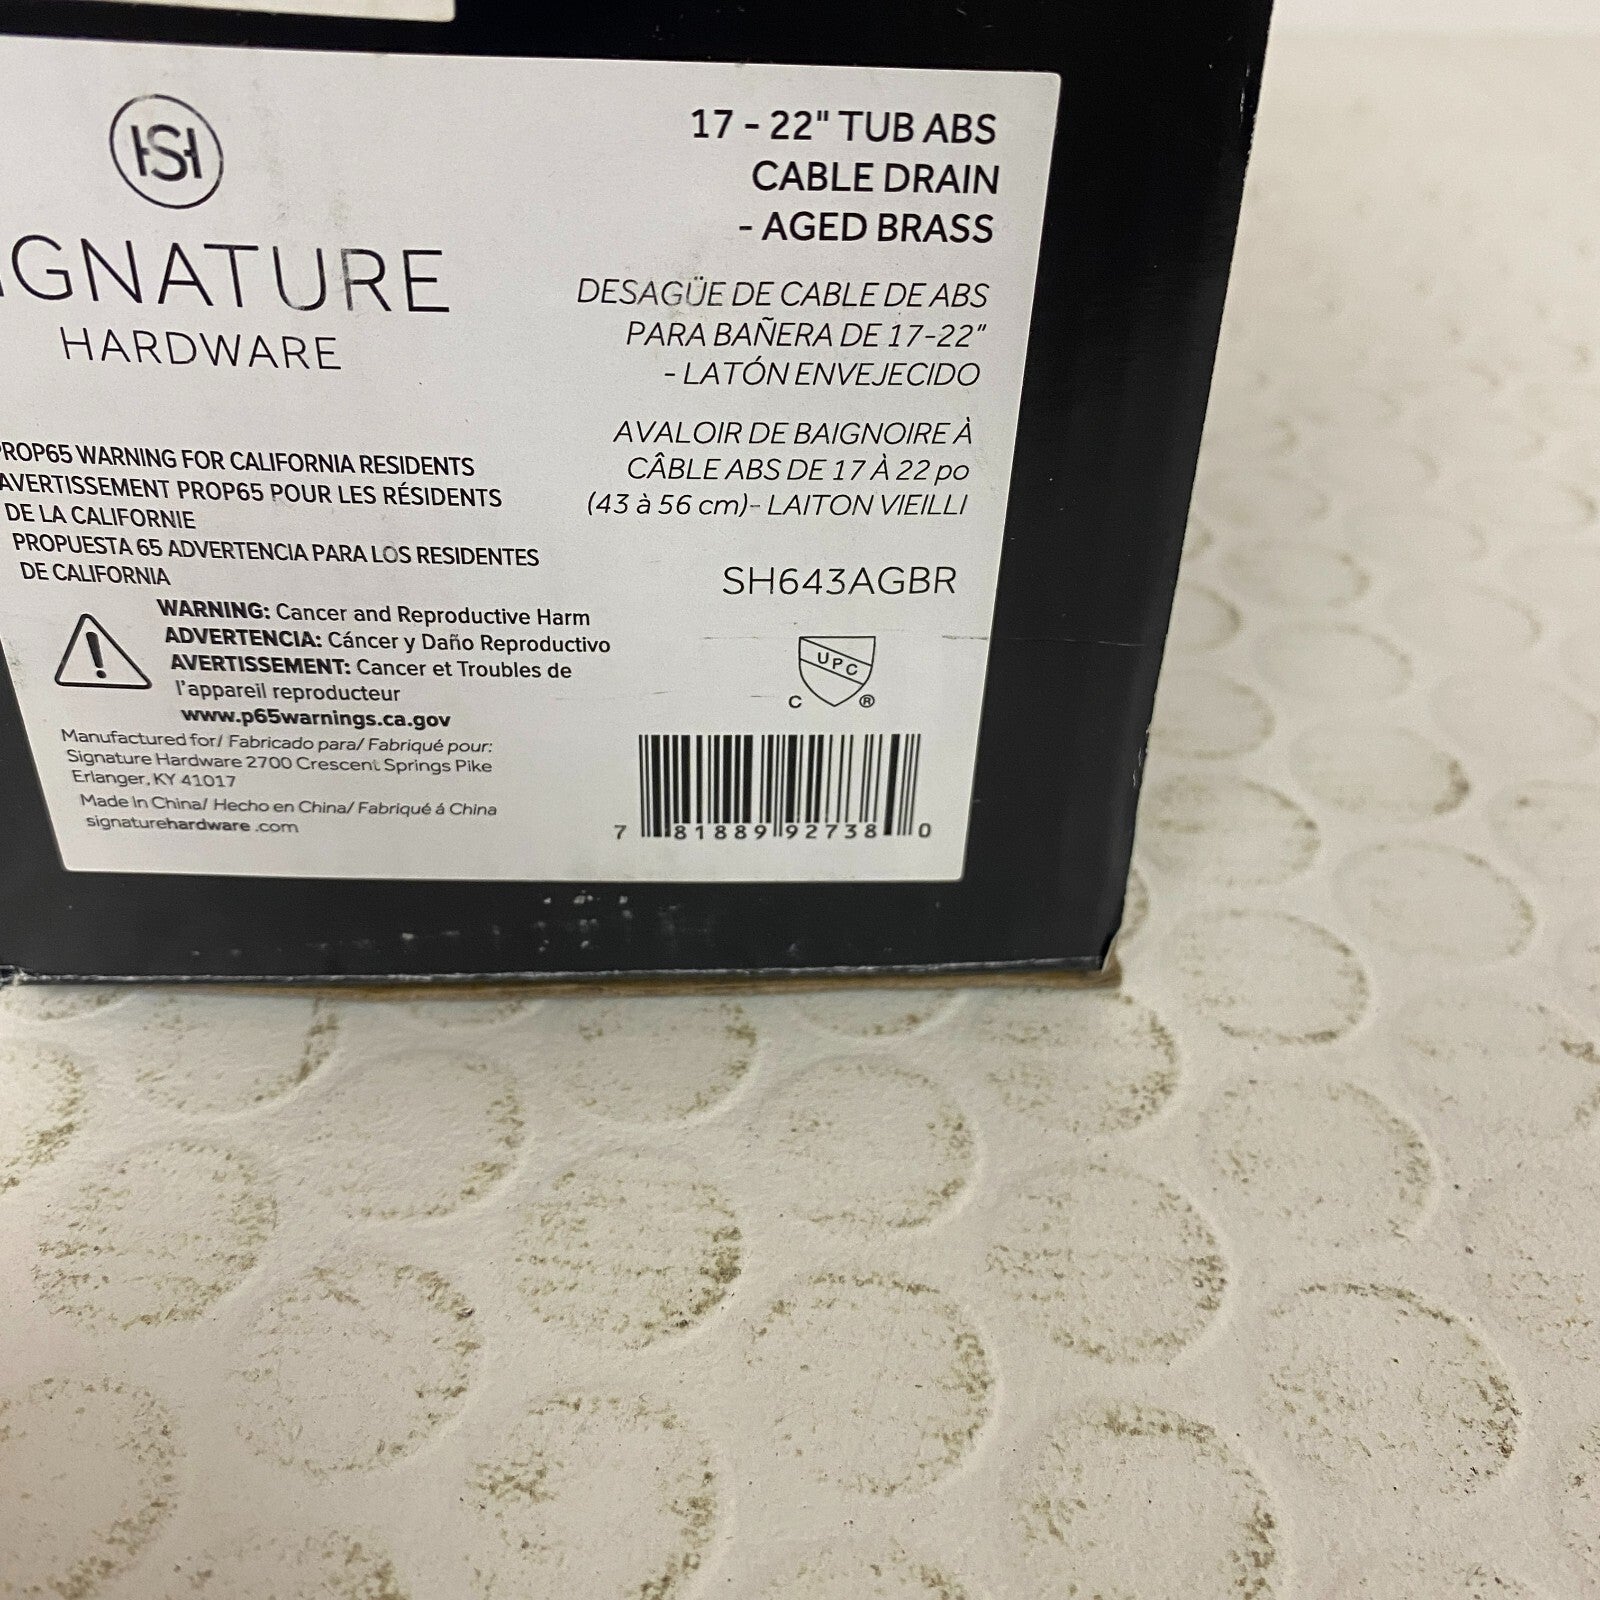 HS
IGNATURE
HARDWARE
PROP65 WARNING FOR CALIFORNIA RESIDENTS
AVERTISSEMENT PROP65 POUR LES RÉSIDENTS
DE LA CALIFORNIE
PROPUESTA 65 ADVERTENCIA PARA LOS RESIDENTES
DE CALIFORNIA
WARNING: Cancer and Reproductive Harm
ADVERTENCIA: Cáncer y Daño Reproductivo
AVERTISSEMENT: Cancer et Troubles de
l'appareil reproducteur
www.p65warnings.ca.gov
Manufactured for/ Fabricado para/ Fabriqué pour:
Signature Hardware 2700 Crescent Springs Pike
Erlanger, KY 41017
Made in China/ Hecho en China/ Fabriqué á China
signaturehardware .com
17 - 22" TUB ABS
CABLE DRAIN
- AGED BRASS
DESAGÜE DE CABLE DE ABS
PARA BAÑERA DE 17-22"
- LATÓN ENVEJECIDO
AVALOIR DE BAIGNOIRE À
CÂBLE ABS DE 17 À 22 po
(43 à 56 cm)- LAITON VIEILLI
SH643AGBR
UPC
C ®
7 81889 92738 0